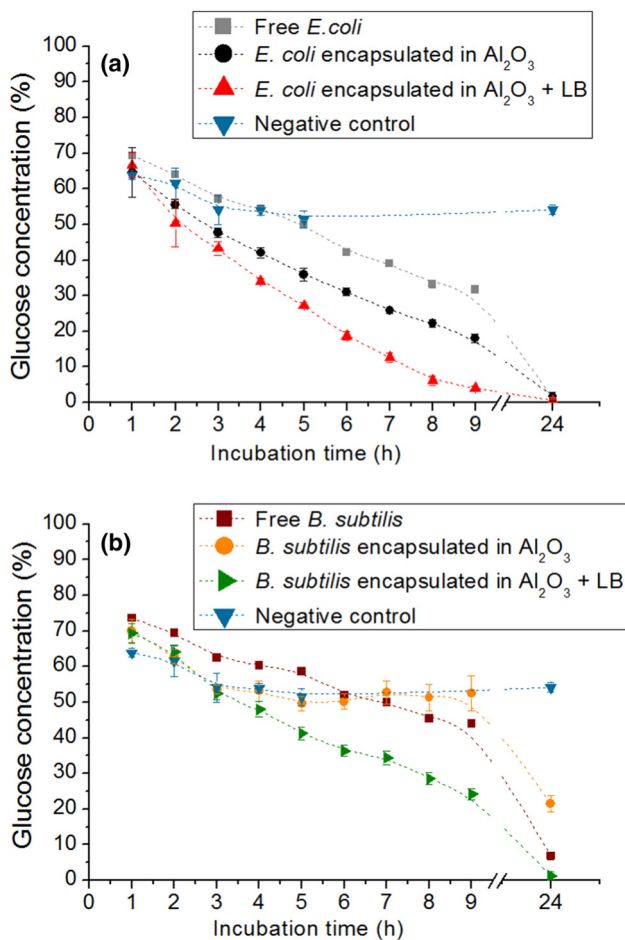 (a)
Free E.coli
E. coli encapsulated in Al₂O₃
E. coli encapsulated in Al₂O₃ + LB
Negative control
Glucose concentration (%)
100
90
80
70
60
50
40
30
20
10
0
0 1 2 3 4 5 6 7 8 9 24
Incubation time (h)
(b)
Free B. subtilis
B. subtilis encapsulated in Al₂O₃
B. subtilis encapsulated in Al₂O₃ + LB
Negative control
Glucose concentration (%)
100
90
80
70
60
50
40
30
20
10
0
0 1 2 3 4 5 6 7 8 9 24
Incubation time (h)